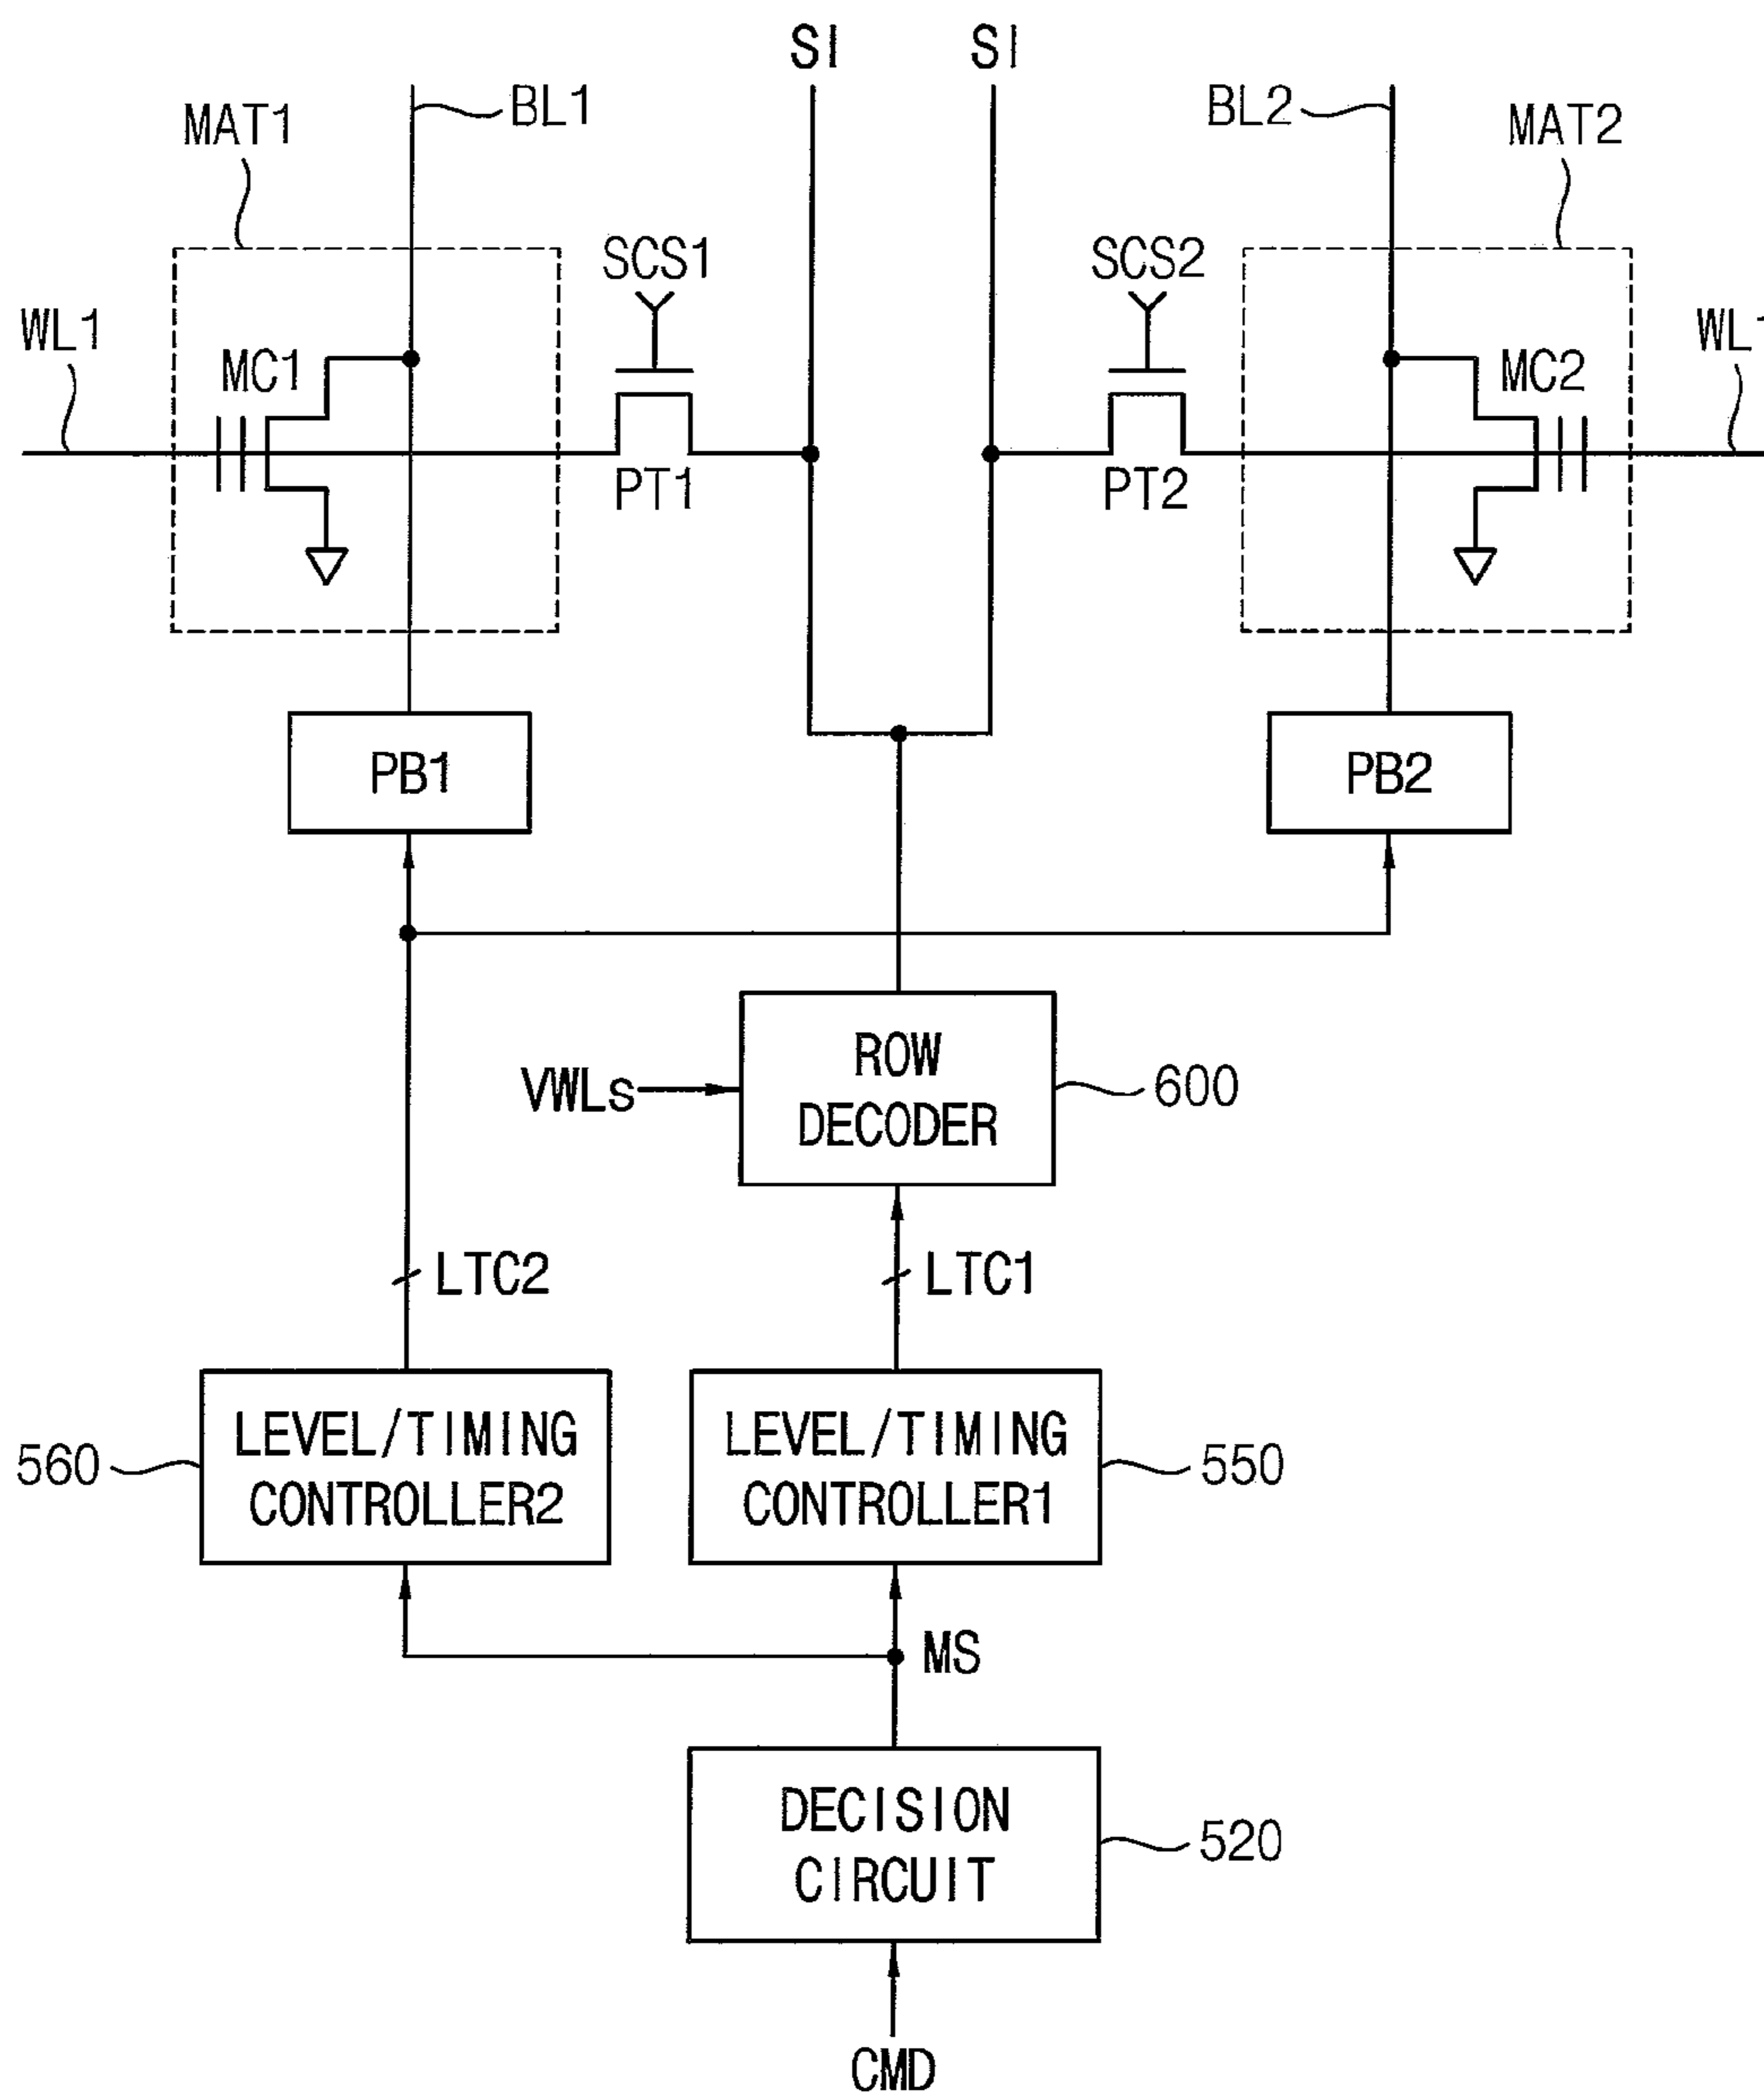 SI
SI
BL1
BL2
MAT1
MAT2
SCS1
SCS2
WL1
MC1
MC2
WL1
PT1
PT2
PB1
PB2
ROW
DECODER
VWLs
600
LTC2
LTC1
LEVEL/TIMING
CONTROLLER2
560
LEVEL/TIMING
CONTROLLER1
550
MS
DECISION
CIRCUIT
520
CMD